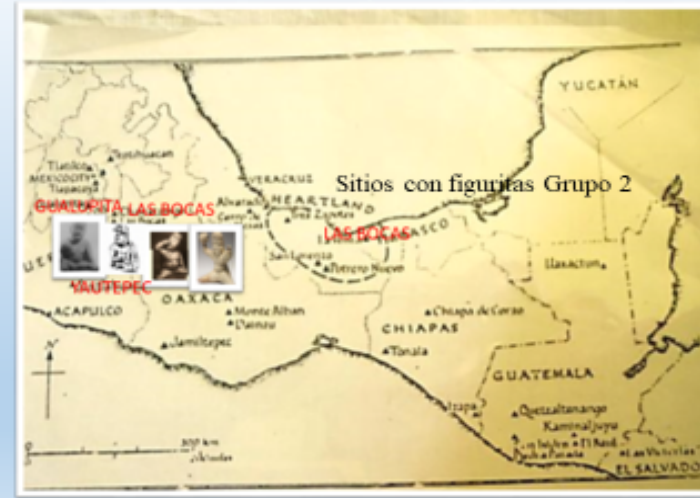 YUCATÁN
Teotihuacan
Tlatilco
MEXICO CITY
Tlapacoya
VERACRUZ
Sitios con figuritas Grupo 2
GUALUPITA LAS BOCAS
Alvarado
HEARTLAND
Tres Zapotes
LAS BOCAS
TABASCO
San Lorenzo
Potrero Nuevo
Uaxactun
YAUTEPEC
OAXACA
ACAPULCO
Monte Alban
Dainzu
Chiapa de Corzo
CHIAPAS
Jamiltepec
Tonala
GUATEMALA
N
Izapa
Quetzaltenango
Kaminaljuyu
300 km
El Baul
Las Victorias
EL SALVADOR